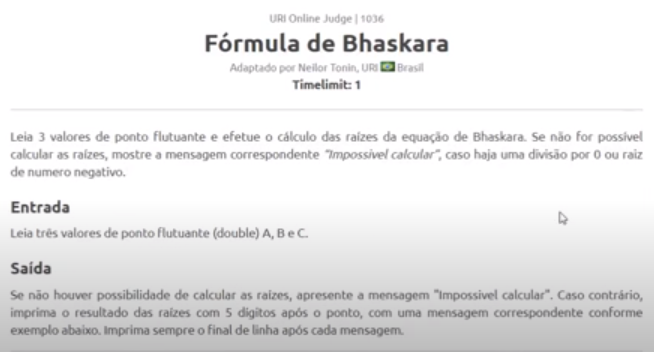 URI Online Judge | 1036
Fórmula de Bhaskara
Adaptado por Neilor Tonin, URI Brasil
Timelimit: 1
Leia 3 valores de ponto flutuante e efetue o cálculo das raízes da equação de Bhaskara. Se não for possível
calcular as raízes, mostre a mensagem correspondente “Impossivel calcular”, caso haja uma divisão por 0 ou raiz
de numero negativo.
Entrada
Leia três valores de ponto flutuante (double) A, B e C.
Saída
Se não houver possibilidade de calcular as raízes, apresente a mensagem "Impossivel calcular". Caso contrário,
imprima o resultado das raízes com 5 dígitos após o ponto, com uma mensagem correspondente conforme
exemplo abaixo. Imprima sempre o final de linha após cada mensagem.